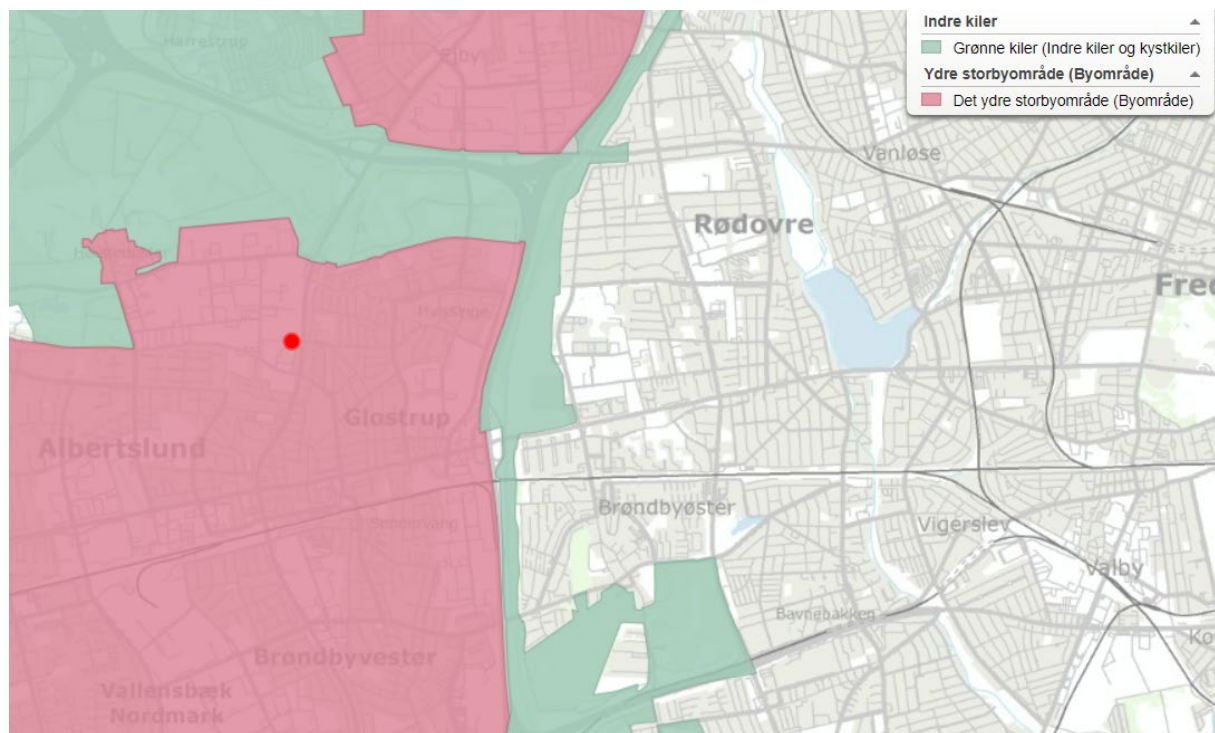 Indre kiler
Grønne kiler (Indre kiler og kystkiler)
Ydre storbyområde (Byområde)
Det ydre storbyområde (Byområde)
Harrestrup
Ejby
Vanløse
Rødovre
Fred
Glostrup
Albertslund
Brøndbyøster
Vigerslev
Valby
Bavnebakken
Ko
Brøndbyvester
Vallensbæk
Nordmark